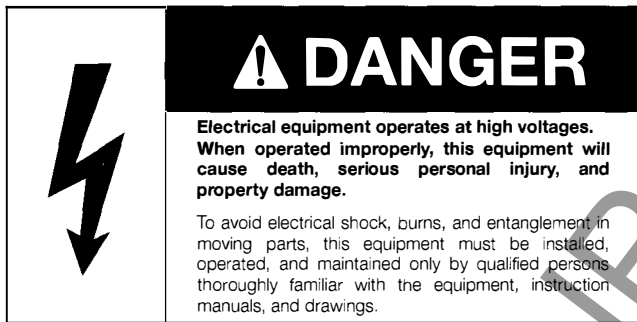 DANGER
Electrical equipment operates at high voltages.
When operated improperly, this equipment will
cause death, serious personal injury, and
property damage.
To avoid electrical shock, burns, and entanglement in
moving parts, this equipment must be installed,
operated, and maintained only by qualified persons
thoroughly familiar with the equipment, instruction
manuals, and drawings.